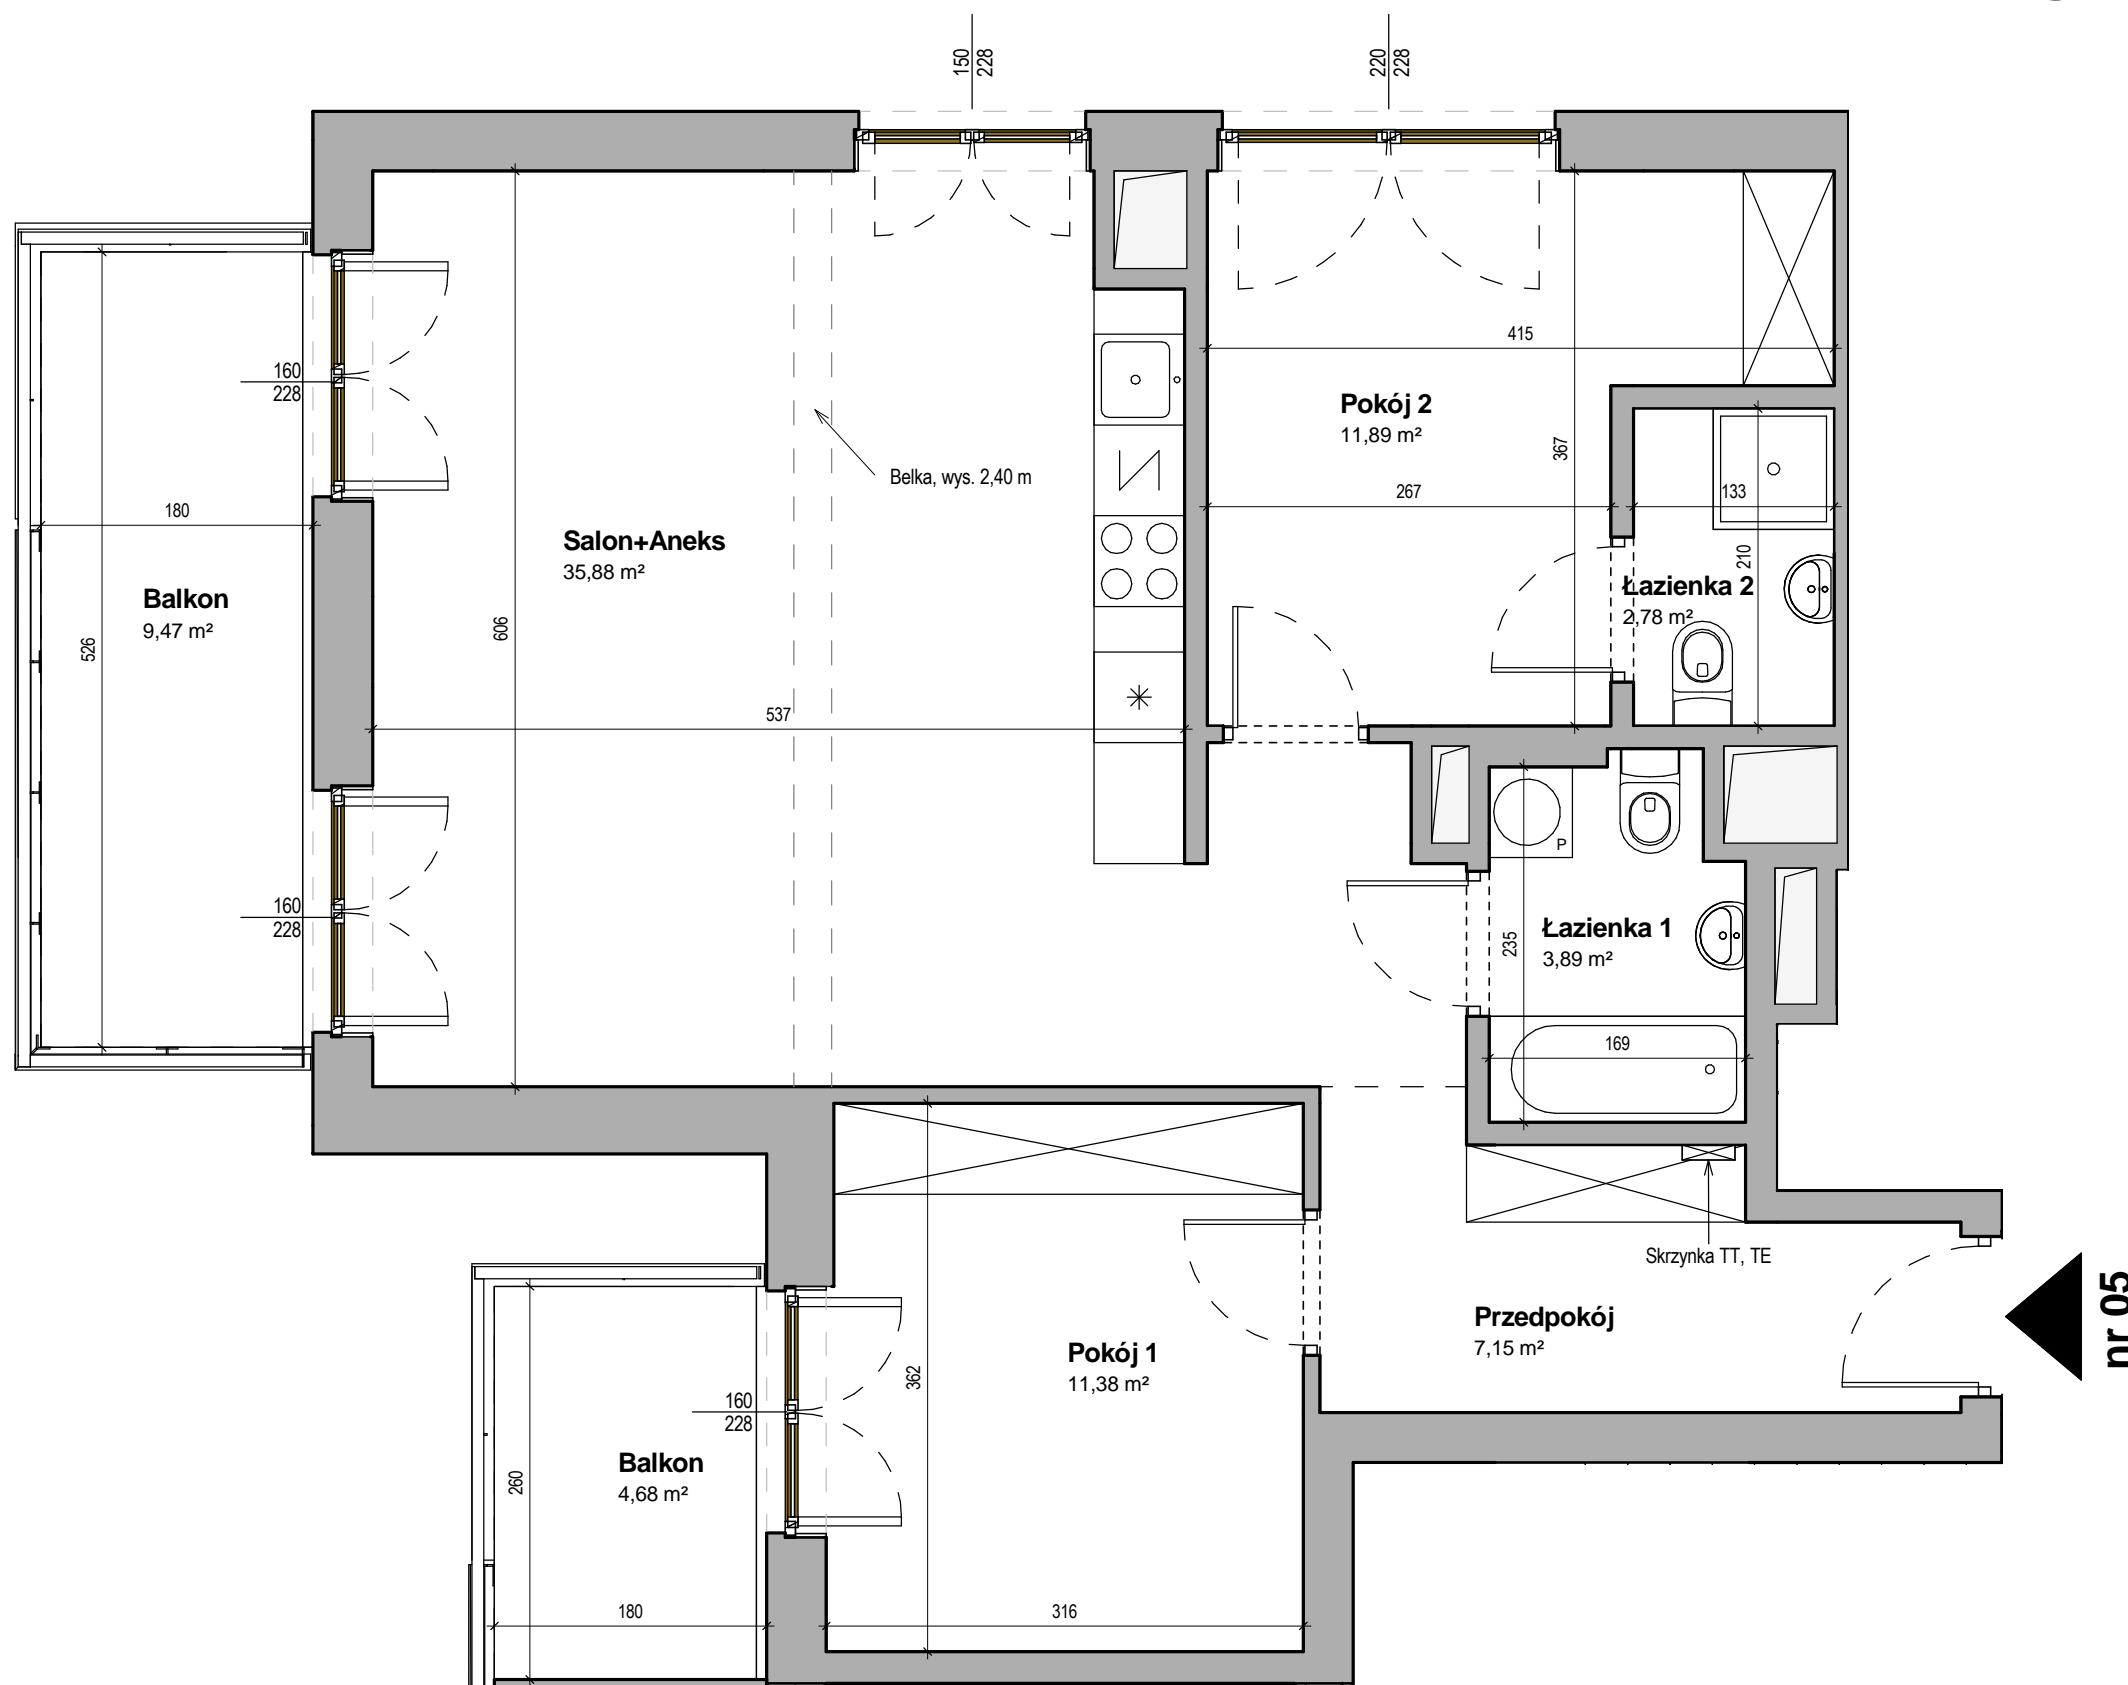 150
228
220
228
415
Pokój 2
11,89 m²
367
160
228
Belka, wys. 2,40 m
267
133
180
Salon+Aneks
35,88 m²
210
Łazienka 2
2,78 m²
Balkon
9,47 m²
526
606
537
P
160
228
Łazienka 1
3,89 m²
235
169
Skrzynka TT, TE
Przedpokój
7,15 m²
nr 05
Pokój 1
11,38 m²
362
160
228
Balkon
4,68 m²
260
180
316